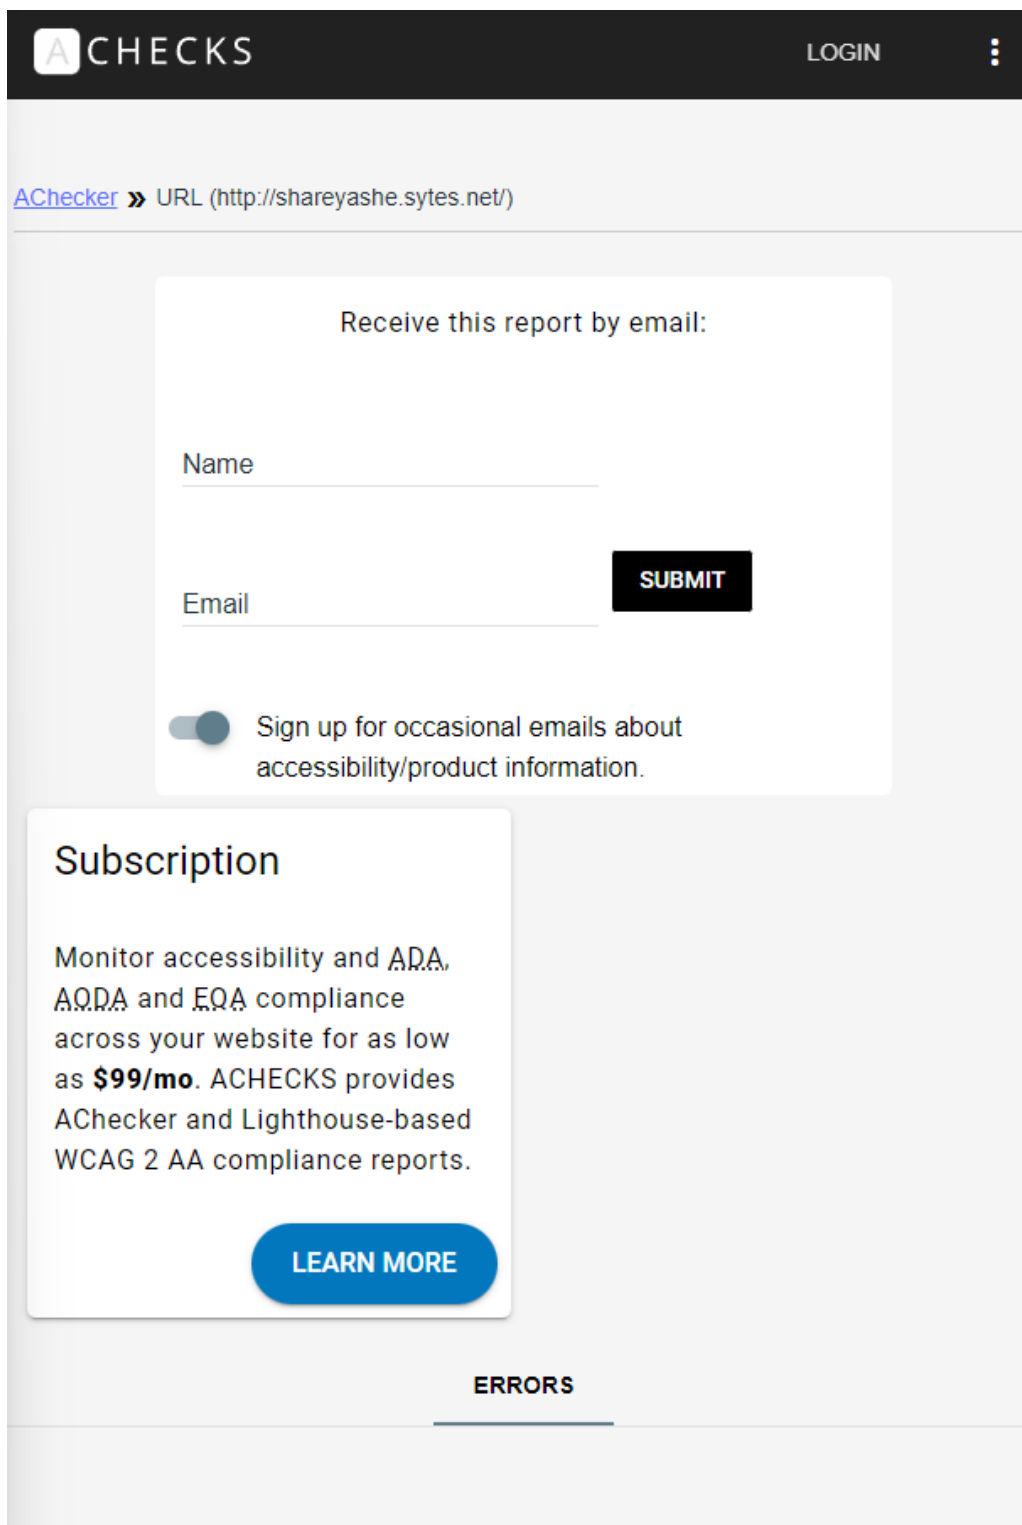 ACHECKS
LOGIN
AChecker » URL (http://shareyashe.sytes.net/)
Receive this report by email:
Name
SUBMIT
Email
Sign up for occasional emails about
accessibility/product information.
Subscription
Monitor accessibility and ADA,
AODA and EQA compliance
across your website for as low
as $99/mo. ACHECKS provides
AChecker and Lighthouse-based
WCAG 2 AA compliance reports.
LEARN MORE
ERRORS